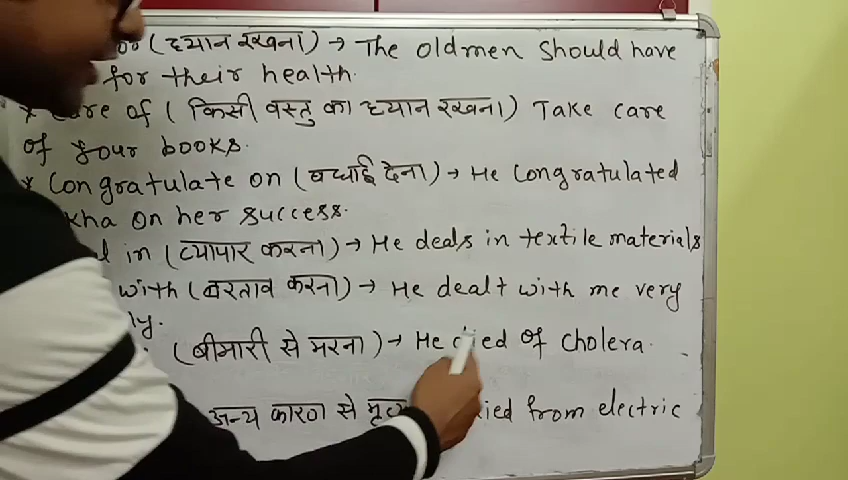 (ध्यान रखना) → The oldmen should have
for their health.
of (किसी वस्तु का ध्यान रखना) Take care
of your books.
* Congratulate on (बधाई देना) → He Congratulated
on her success.
in (व्यापार करना) → He deals in textile materials
with (बरताव करना) → He dealt with me very
ly.
(बीमारी से मरना) → He died of cholera.
अन्य कारण से from electric